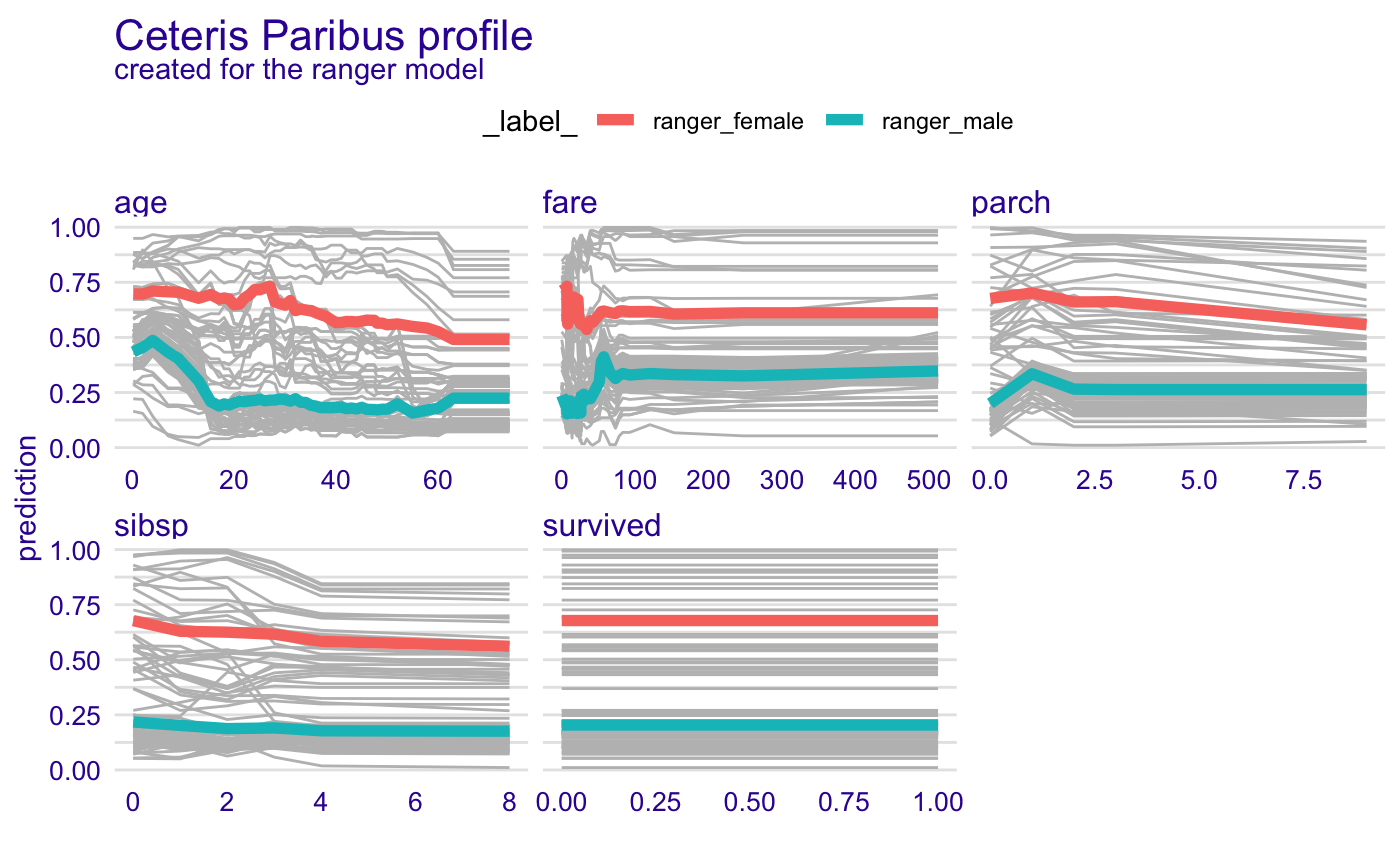 Ceteris Paribus profile
created for the ranger model
_label_ ranger_female ranger_male
age fare parch
1.00
0.75
0.50
0.25
0.00
0 20 40 60 0 100 200 300 400 500 0.0 2.5 5.0 7.5
prediction
sibsp survived
1.00
0.75
0.50
0.25
0.00
0 2 4 6 8 0.00 0.25 0.50 0.75 1.00